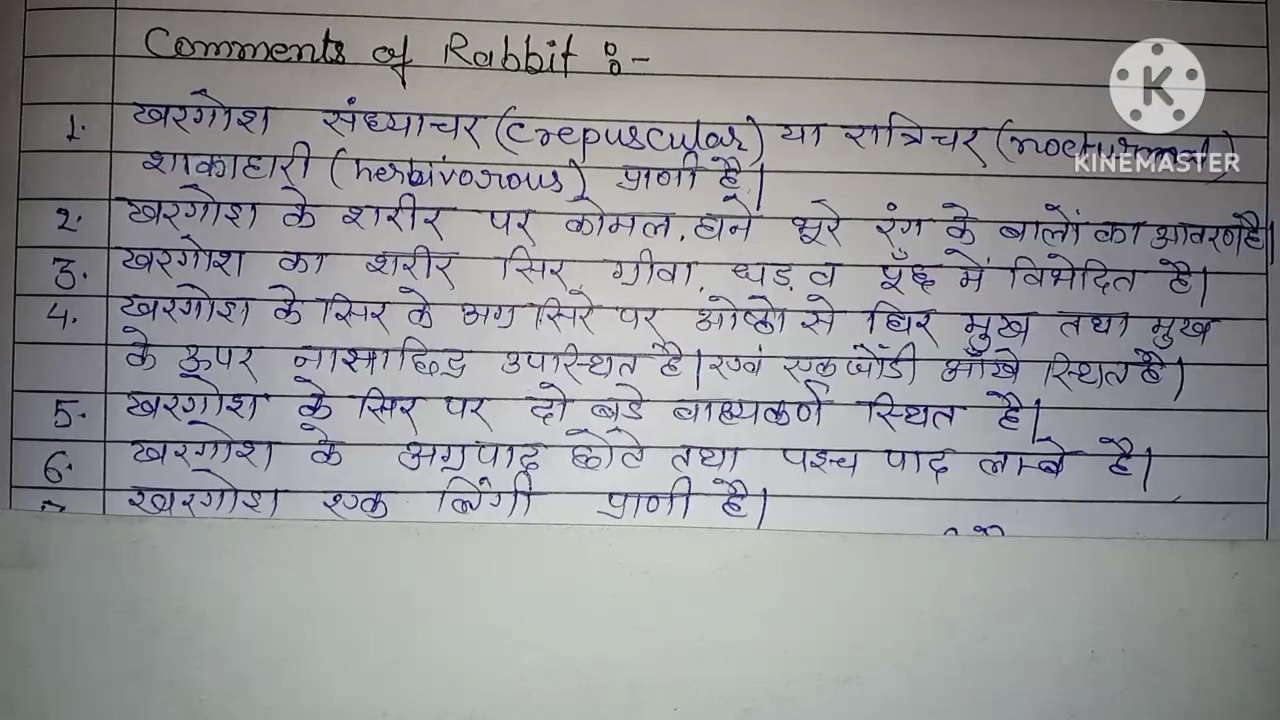 Comments of Rabbit :-
1. खरगोश संध्याचर (Crepuscular) या रात्रिचर (nocturnal)
शाकाहारी (herbivorous) प्राणी है।
2. खरगोश के शरीर पर कोमल, घने भूरे रंग के बालों का आवरण है।
3. खरगोश का शरीर सिर, ग्रीवा, धड़ व पूँछ में विभेदित है।
4. खरगोश के सिर के अग्र सिरे पर ओष्ठो से घिर मुख तथा मुख
के ऊपर नासाछिद्र उपस्थित है। एवं एक जोडी आँखे स्थित है।
5. खरगोश के सिर पर दो बडे बाह्यकर्ण स्थित है।
6. खरगोश के अग्रपाद छोटे तथा पश्च पाद लम्बे है।
7 खरगोश एक लिंगी प्राणी है।
K
KINEMASTER